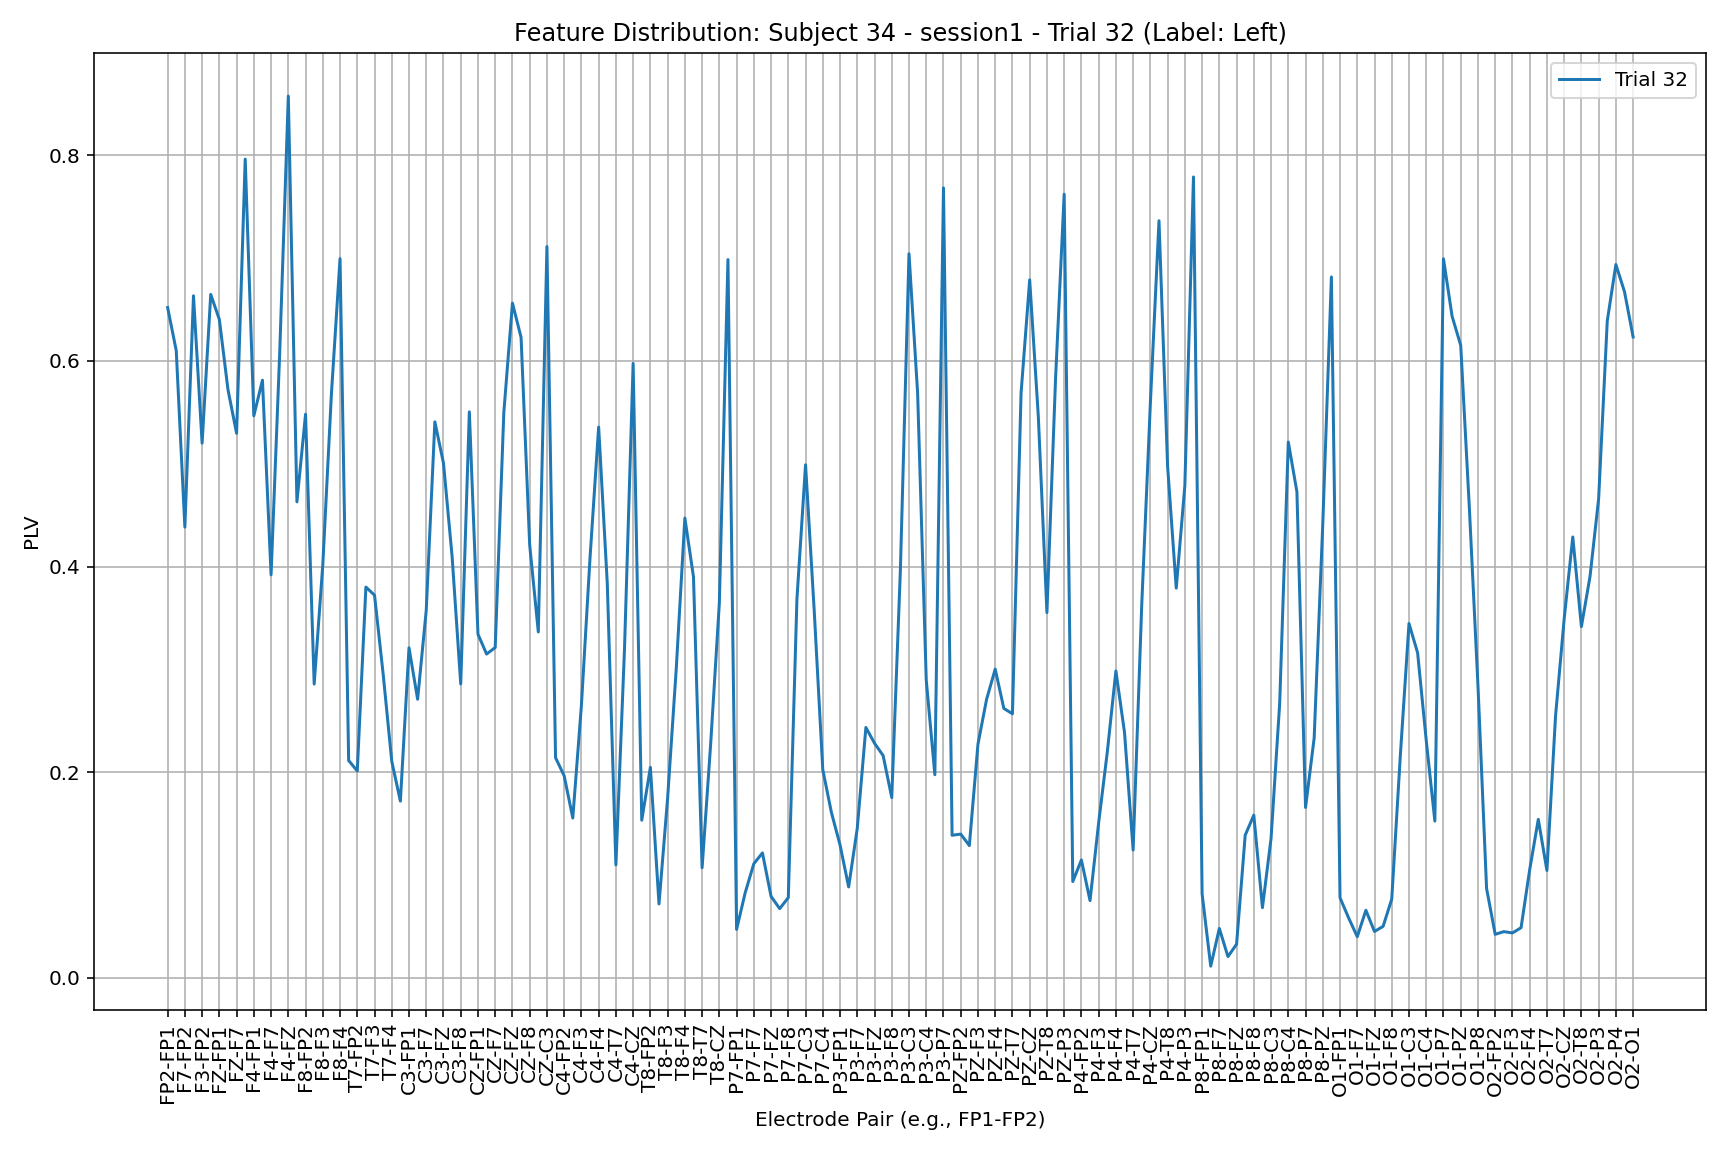 Feature Distribution: Subject 34 - session1 - Trial 32 (Label: Left)
Trial 32
PLV
0.8
0.6
0.4
0.2
0.0
FP2-FP1
F7-FP2
F3-FP2
FZ-FP1
FZ-F7
F4-FP1
F4-F7
F4-FZ
F8-FP2
F8-F3
F8-F4
T7-FP2
T7-F3
T7-F4
C3-FP1
C3-F7
C3-FZ
C3-F8
CZ-FP1
CZ-F7
CZ-FZ
CZ-F8
CZ-C3
C4-FP2
C4-F3
C4-F4
C4-T7
C4-CZ
T8-FP2
T8-F3
T8-F4
T8-T7
T8-CZ
P7-FP1
P7-F7
P7-FZ
P7-F8
P7-C3
P7-C4
P3-FP1
P3-F7
P3-FZ
P3-F8
P3-C3
P3-C4
P3-P7
PZ-FP2
PZ-F3
PZ-F4
PZ-T7
PZ-CZ
PZ-T8
PZ-P3
P4-FP2
P4-F3
P4-F4
P4-T7
P4-CZ
P4-T8
P4-P3
P8-FP1
P8-F7
P8-FZ
P8-F8
P8-C3
P8-C4
P8-P7
P8-PZ
O1-FP1
O1-F7
O1-FZ
O1-F8
O1-C3
O1-C4
O1-P7
O1-PZ
O1-P8
O2-FP2
O2-F3
O2-F4
O2-T7
O2-CZ
O2-T8
O2-P3
O2-P4
O2-O1
Electrode Pair (e.g., FP1-FP2)